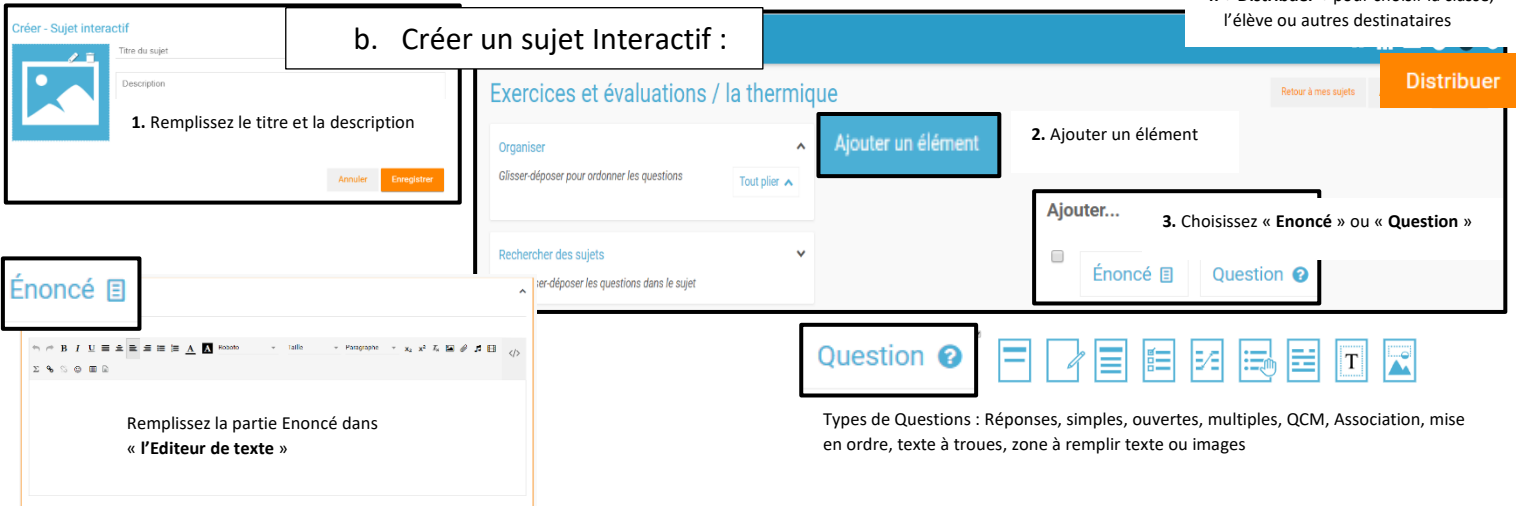 b. Créer un sujet Interactif :
Créer - Sujet interactif
Titre du sujet
Description
1. Remplissez le titre et la description
Annuler
Enregistrer
pour choisir la classe,
l'élève ou autres destinataires
Distribuer
Exercices et évaluations / la thermique
Retour à mes sujets
Organiser
Glisser-déposer pour ordonner les questions
Tout plier
Ajouter un élément
2. Ajouter un élément
Ajouter...
3. Choisissez « Enoncé » ou « Question »
Énoncé
Question
Rechercher des sujets
ser-déposer les questions dans le sujet
Énoncé
B I U
Roboto
Taille
Paragraphe
Remplissez la partie Enoncé dans
« l'Editeur de texte »
Question
T
Types de Questions : Réponses, simples, ouvertes, multiples, QCM, Association, mise
en ordre, texte à troues, zone à remplir texte ou images